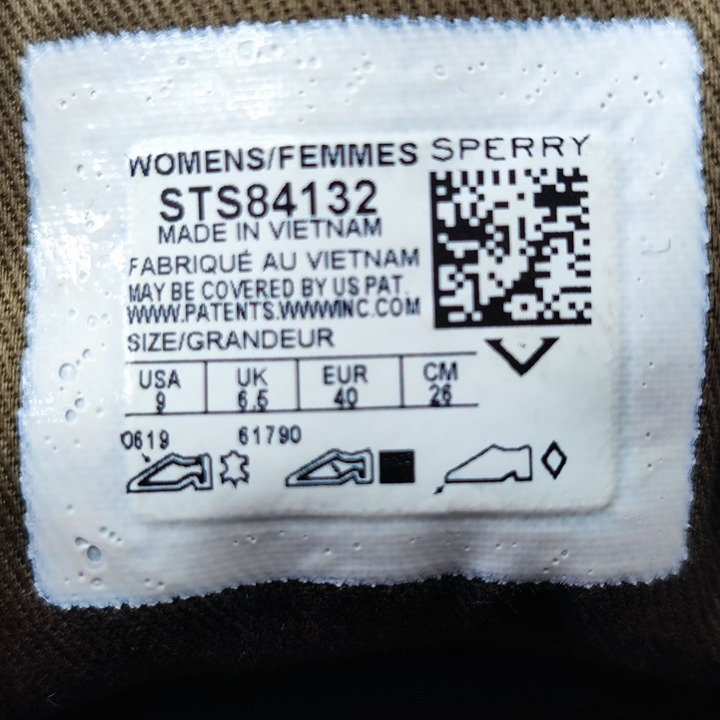 WOMENS/FEMMES SPERRY
STS84132
MADE IN VIETNAM
FABRIQUÉ AU VIETNAM
MAY BE COVERED BY US PAT.
WWW.PATENTS.WWWINC.COM
SIZE/GRANDEUR
USA UK EUR CM
9 6.5 40 26
0619 61790